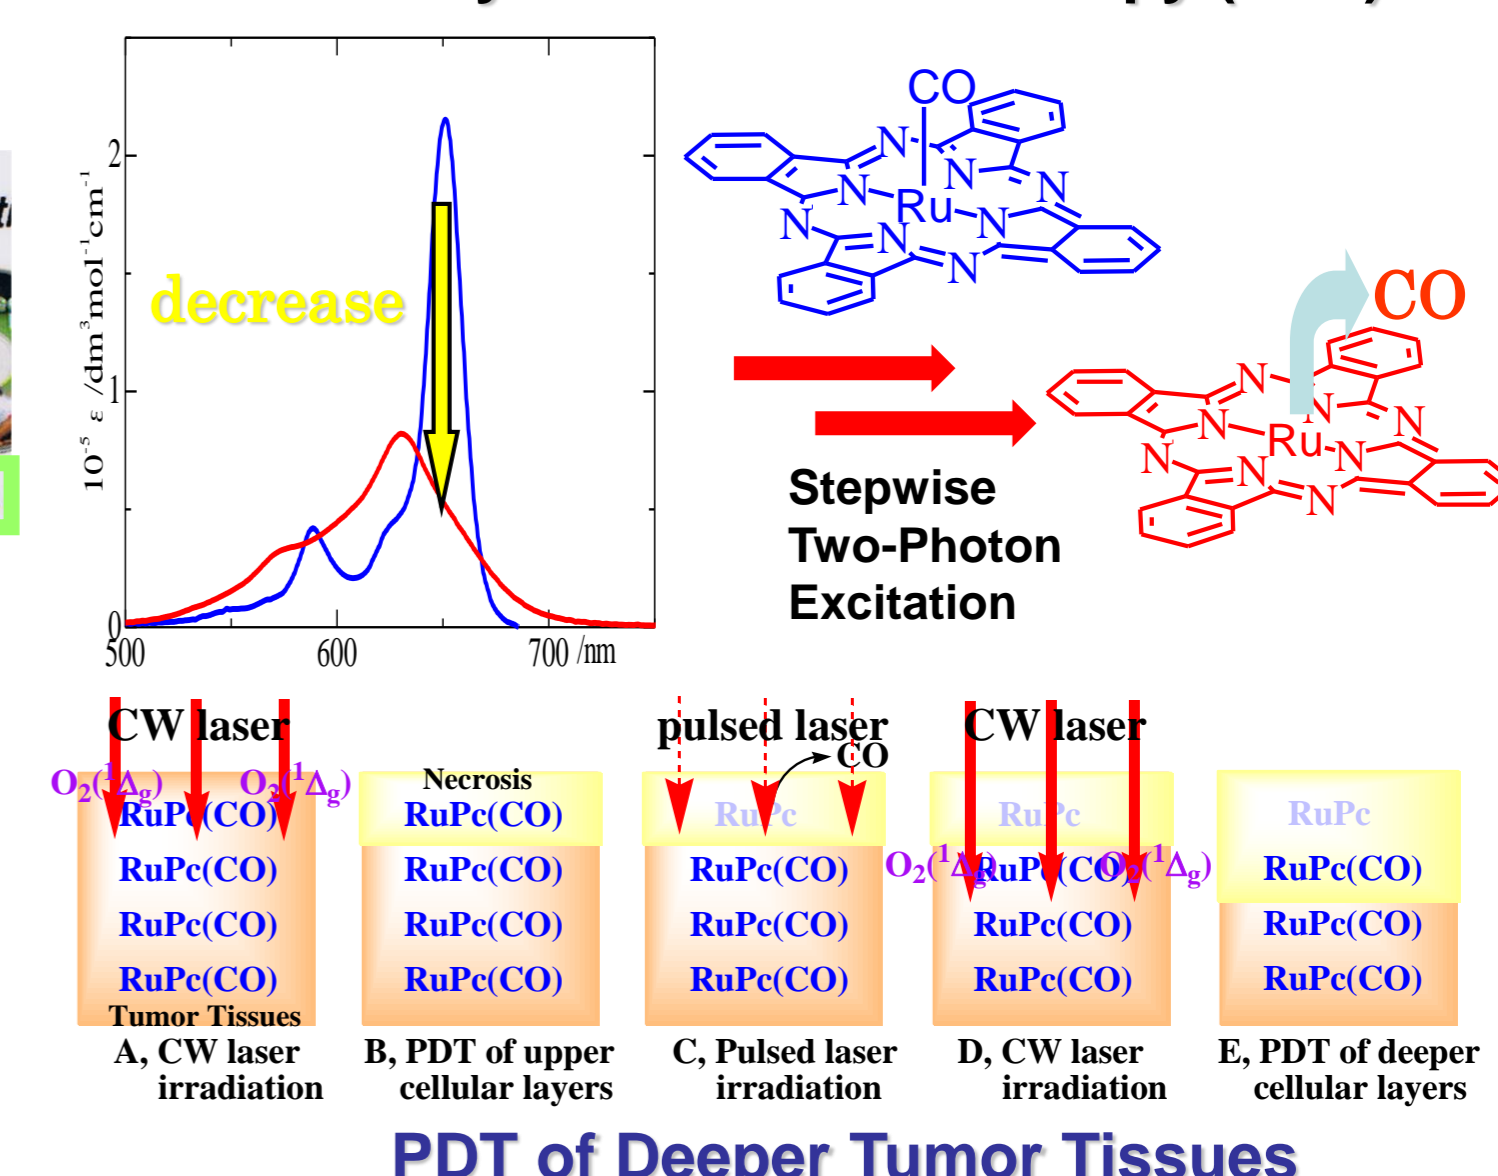 2
1
0
500 600 700 /nm
10⁻⁵ ε /dm³mol⁻¹cm⁻¹
decrease
CO
N N N N Ru N N N N
CO
N N N N Ru N N N N
Stepwise
Two-Photon
Excitation
CW laser
O₂(¹Δg) O₂(¹Δg)
RuPc(CO)
RuPc(CO)
RuPc(CO)
RuPc(CO)
Tumor Tissues
A, CW laser
irradiation
Necrosis
RuPc(CO)
RuPc(CO)
RuPc(CO)
RuPc(CO)
B, PDT of upper
cellular layers
pulsed laser
CO
RuPc
RuPc(CO)
RuPc(CO)
RuPc(CO)
C, Pulsed laser
irradiation
CW laser
RuPc
O₂(¹Δg) RuPc(CO) O₂(¹Δg)
RuPc(CO)
RuPc(CO)
D, CW laser
irradiation
RuPc
RuPc(CO)
RuPc(CO)
RuPc(CO)
E, PDT of deeper
cellular layers
PDT of Deeper Tumor Tissues